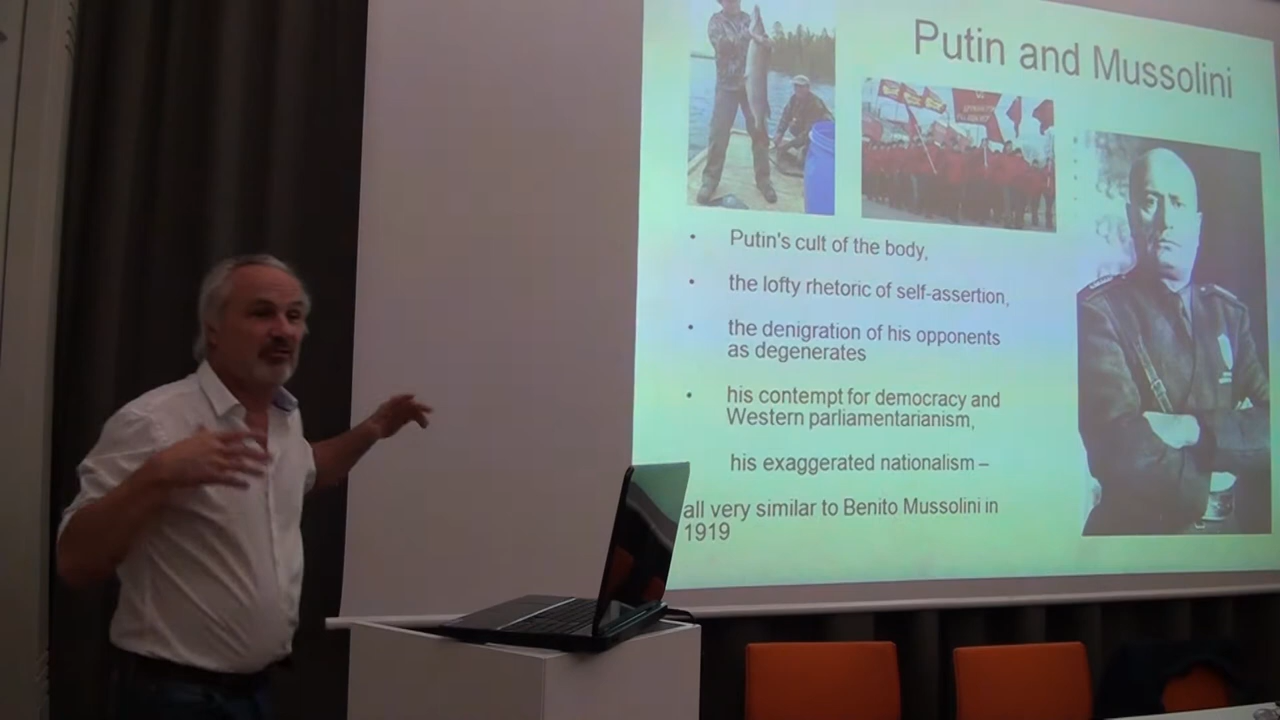 Putin and Mussolini
• Putin's cult of the body,
• the lofty rhetoric of self-assertion,
• the denigration of his opponents
as degenerates
• his contempt for democracy and
Western parliamentarianism,
his exaggerated nationalism –
all very similar to Benito Mussolini in
1919